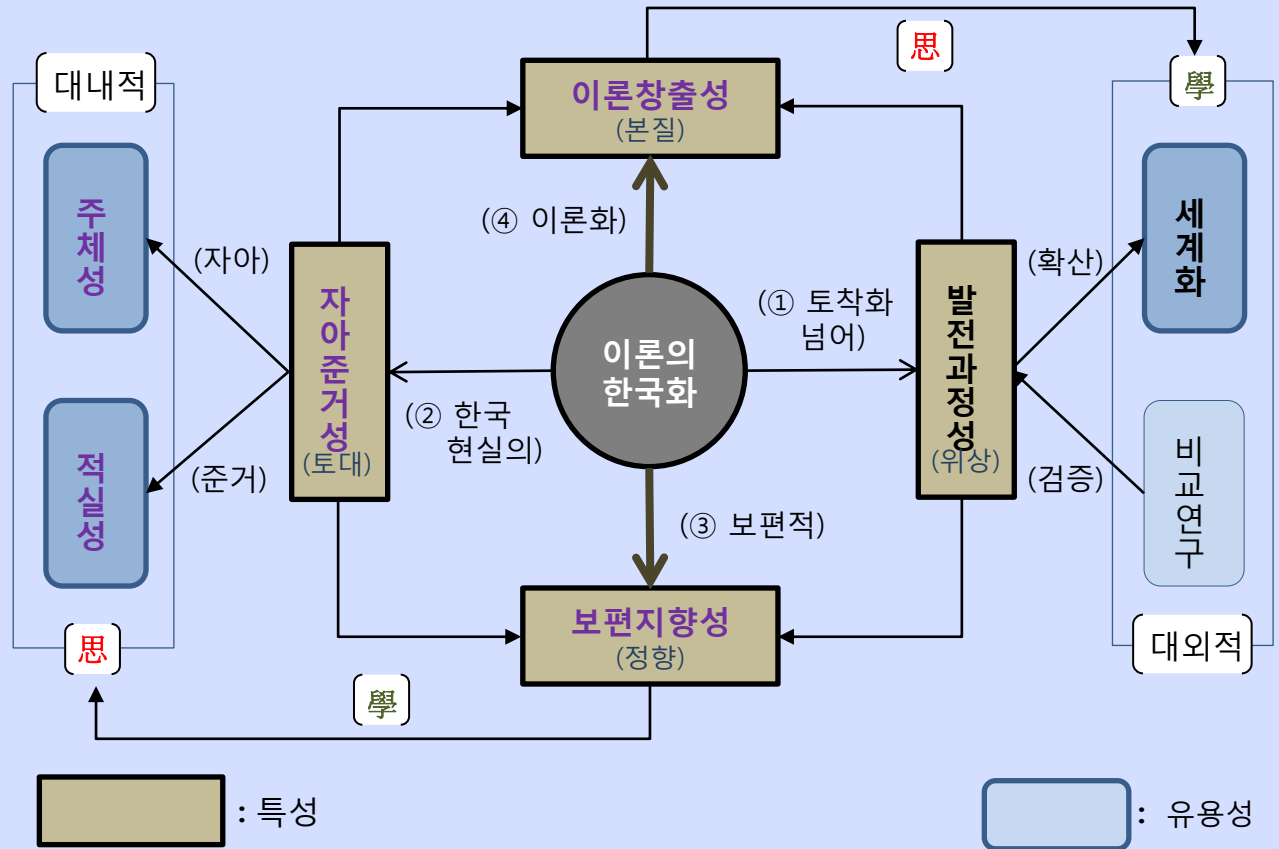 思
대내적
이론창출성
(본질)
學
주체성
세계화
(④ 이론화)
(자아)
(확산)
자아준거성
(토대)
(① 토착화
넘어)
발전과정성
(위상)
이론의
한국화
(② 한국
현실의)
적실성
(준거)
(검증)
비교연구
(③ 보편적)
보편지향성
(정향)
思
대외적
學
: 특성
: 유용성